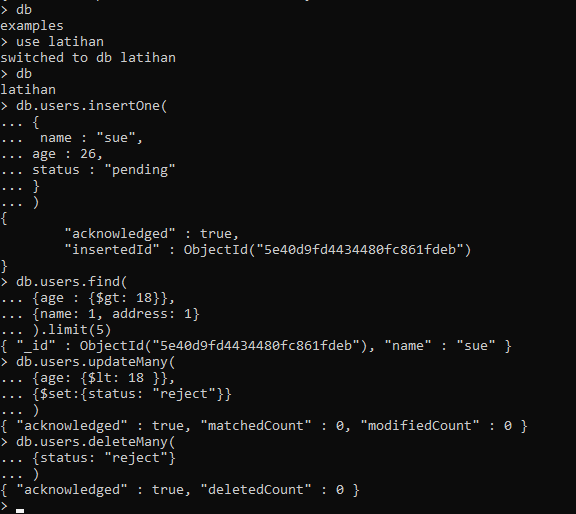 > db
examples
> use latihan
switched to db latihan
> db
latihan
> db.users.insertOne(
... {
...  name : "sue",
... age : 26,
... status : "pending"
... }
... )
{
        "acknowledged" : true,
        "insertedId" : ObjectId("5e40d9fd4434480fc861fdeb")
}
> db.users.find(
... {age : {$gt: 18}},
... {name: 1, address: 1}
... ).limit(5)
{ "_id" : ObjectId("5e40d9fd4434480fc861fdeb"), "name" : "sue" }
> db.users.updateMany(
... {age: {$lt: 18 }},
... {$set:{status: "reject"}}
... )
{ "acknowledged" : true, "matchedCount" : 0, "modifiedCount" : 0 }
> db.users.deleteMany(
... {status: "reject"}
... )
{ "acknowledged" : true, "deletedCount" : 0 }
>